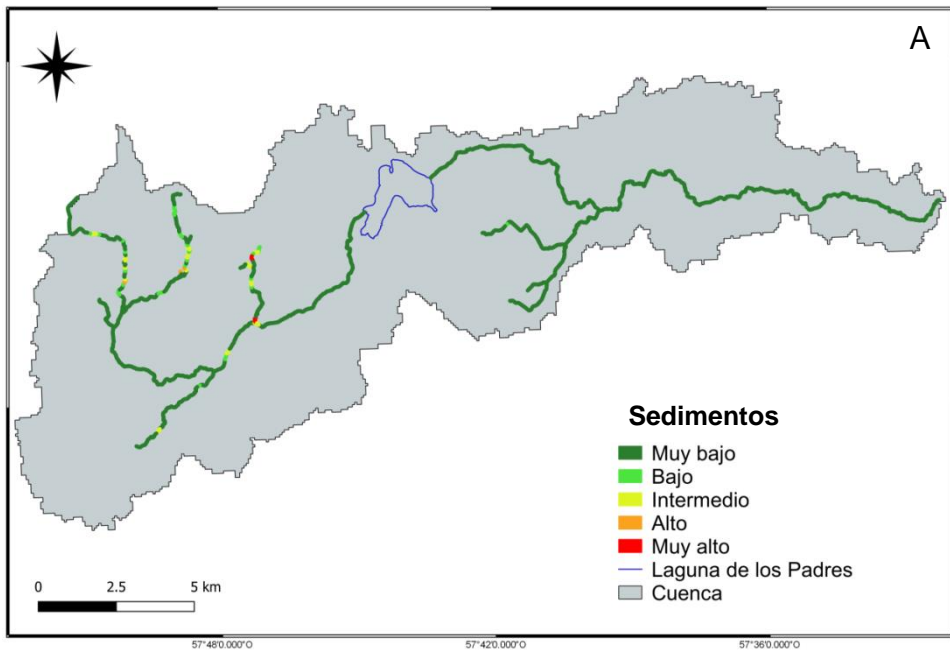 A
Sedimentos
Muy bajo
Bajo
Intermedio
Alto
Muy alto
Laguna de los Padres
Cuenca
0 2.5 5 km
57°48'0.000"O 57°42'0.000"O 57°36'0.000"O